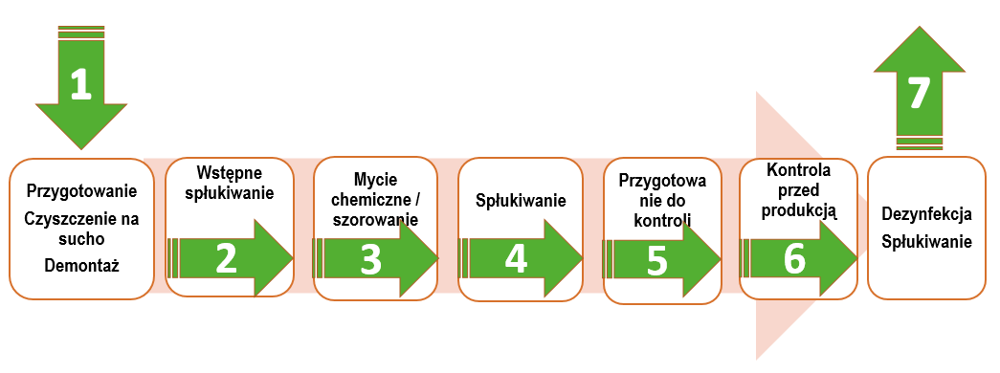 1
Przygotowanie
Czyszczenie na
sucho
Demontaż
Wstępne
spłukiwanie
2
Mycie
chemiczne /
szorowanie
3
Spłukiwanie
4
Przygotowa
nie do
kontroli
5
Kontrola
przed
produkcją
6
7
Dezynfekcja
Spłukiwanie